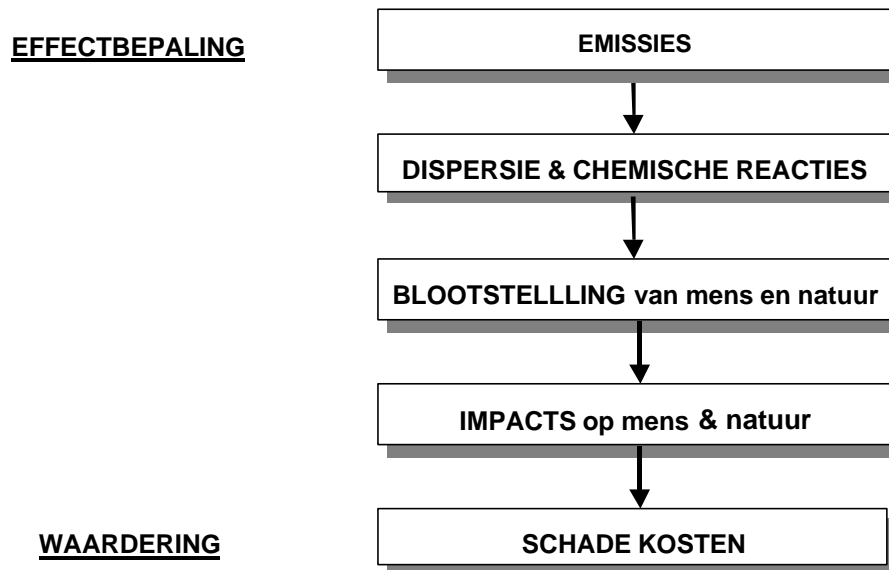 EFFECTBEPALING
EMISSIES
DISPERSIE & CHEMISCHE REACTIES
BLOOTSTELLLING van mens en natuur
IMPACTS op mens & natuur
WAARDERING
SCHADE KOSTEN